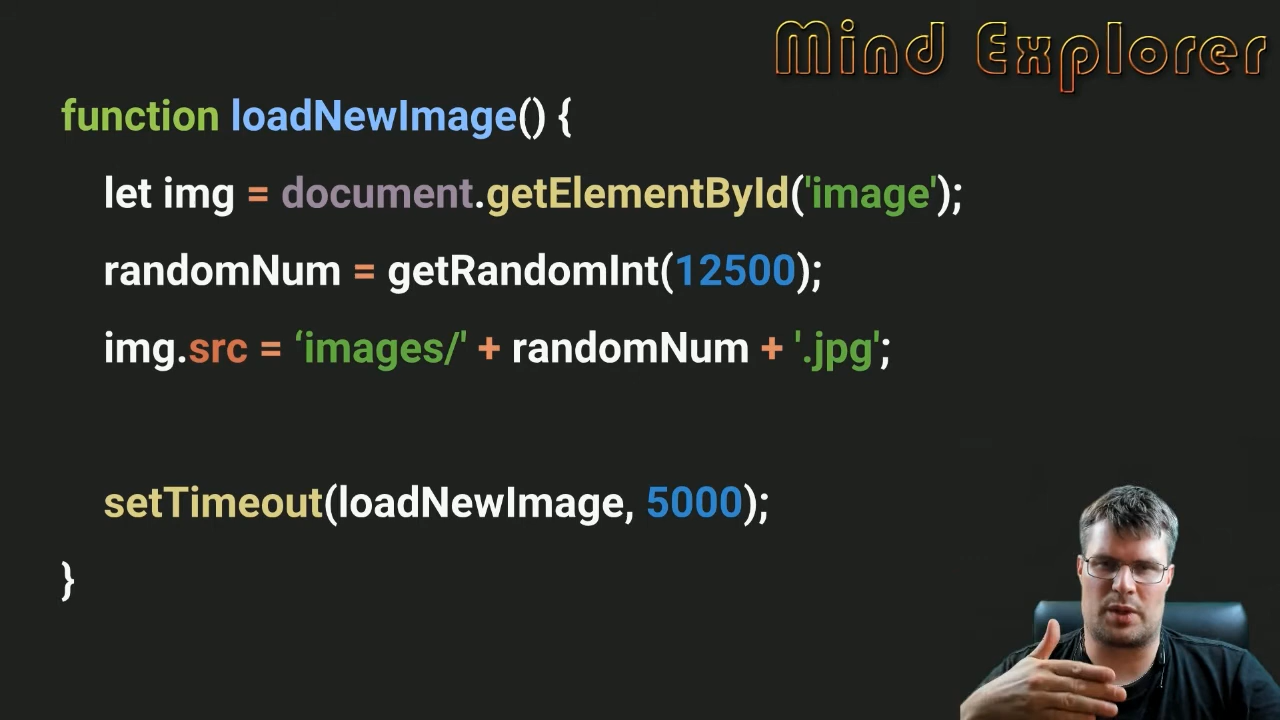 Mind Explorer
function loadNewImage() {
let img = document.getElementById('image');
randomNum = getRandomInt(12500);
img.src = ‘images/' + randomNum + '.jpg';
setTimeout(loadNewImage, 5000);
}